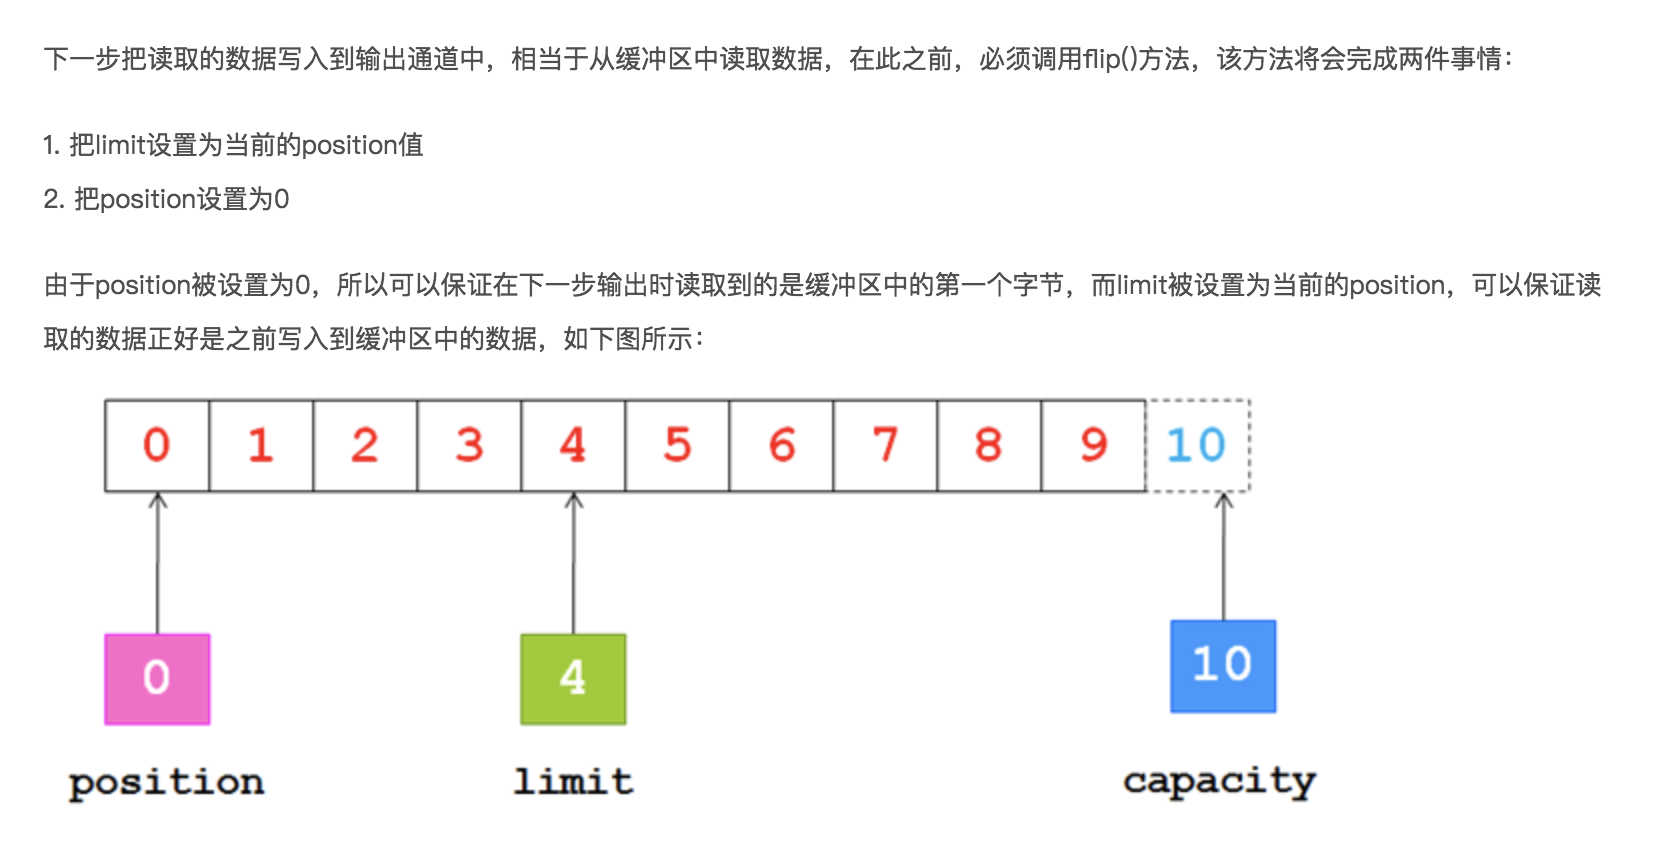 下一步把读取的数据写入到输出通道中，相当于从缓冲区中读取数据，在此之前，必须调用flip()方法，该方法将会完成两件事情：
1. 把limit设置为当前的position值
2. 把position设置为0
由于position被设置为0，所以可以保证在下一步输出时读取到的是缓冲区中的第一个字节，而limit被设置为当前的position，可以保证读
取的数据正好是之前写入到缓冲区中的数据，如下图所示：
0 1 2 3 4 5 6 7 8 9 10
0 4 10
position limit capacity